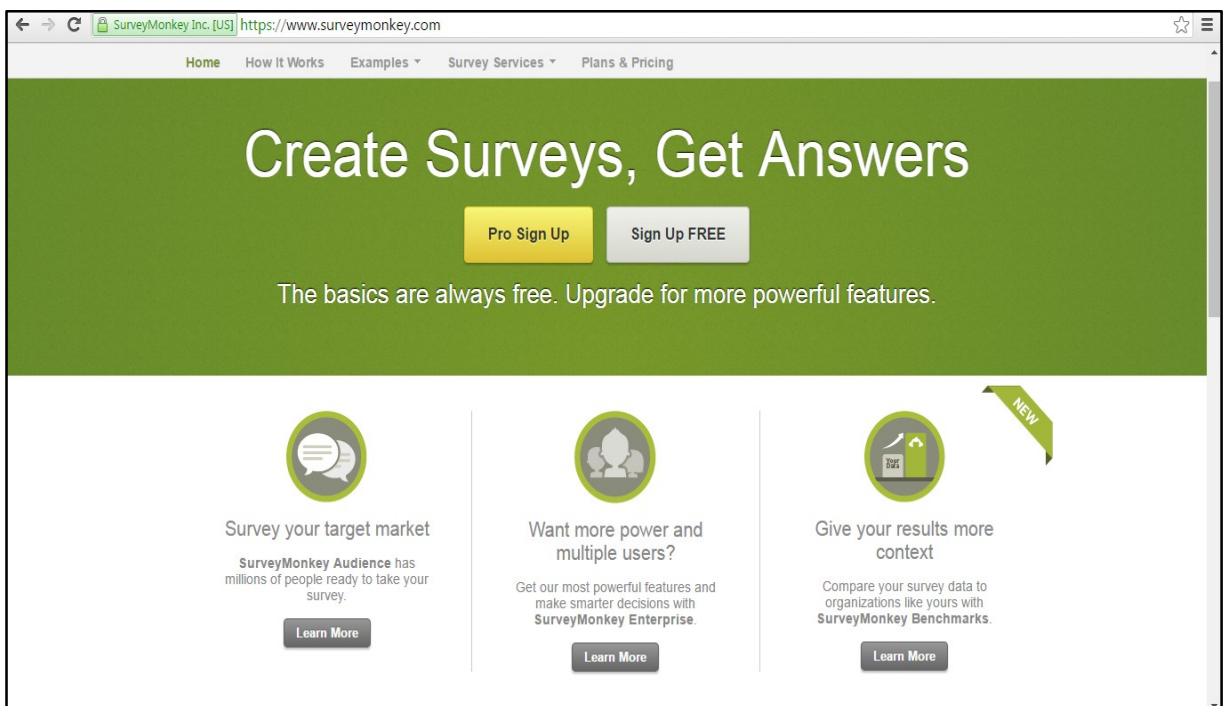 SurveyMonkey Inc. [US] https://www.surveymonkey.com
Home How It Works Examples Survey Services Plans & Pricing
Create Surveys, Get Answers
Pro Sign Up Sign Up FREE
The basics are always free. Upgrade for more powerful features.
Survey your target market
SurveyMonkey Audience has
millions of people ready to take your
survey.
Learn More
Want more power and
multiple users?
Get our most powerful features and
make smarter decisions with
SurveyMonkey Enterprise.
Learn More
NEW
Your
Data
Give your results more
context
Compare your survey data to
organizations like yours with
SurveyMonkey Benchmarks.
Learn More